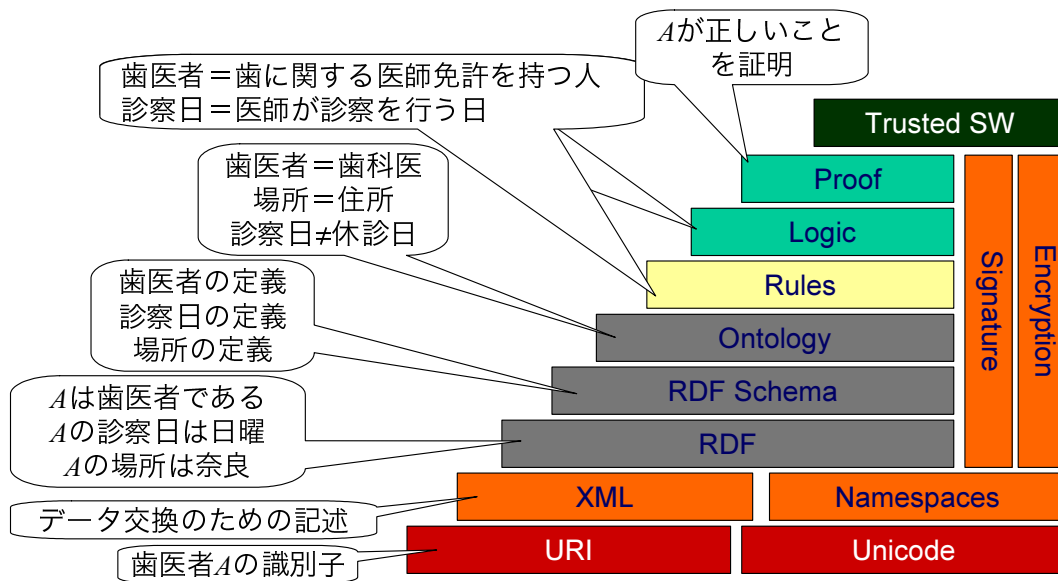 Aが正しいこと
を証明
歯医者＝歯に関する医師免許を持つ人
診察日＝医師が診察を行う日
Trusted SW
歯医者＝歯科医
場所＝住所
診察日≠休診日
Proof
Logic
Signature
Encryption
歯医者の定義
診察日の定義
場所の定義
Rules
Ontology
RDF Schema
Aは歯医者である
Aの診察日は日曜
Aの場所は奈良
RDF
データ交換のための記述
XML
Namespaces
歯医者Aの識別子
URI
Unicode